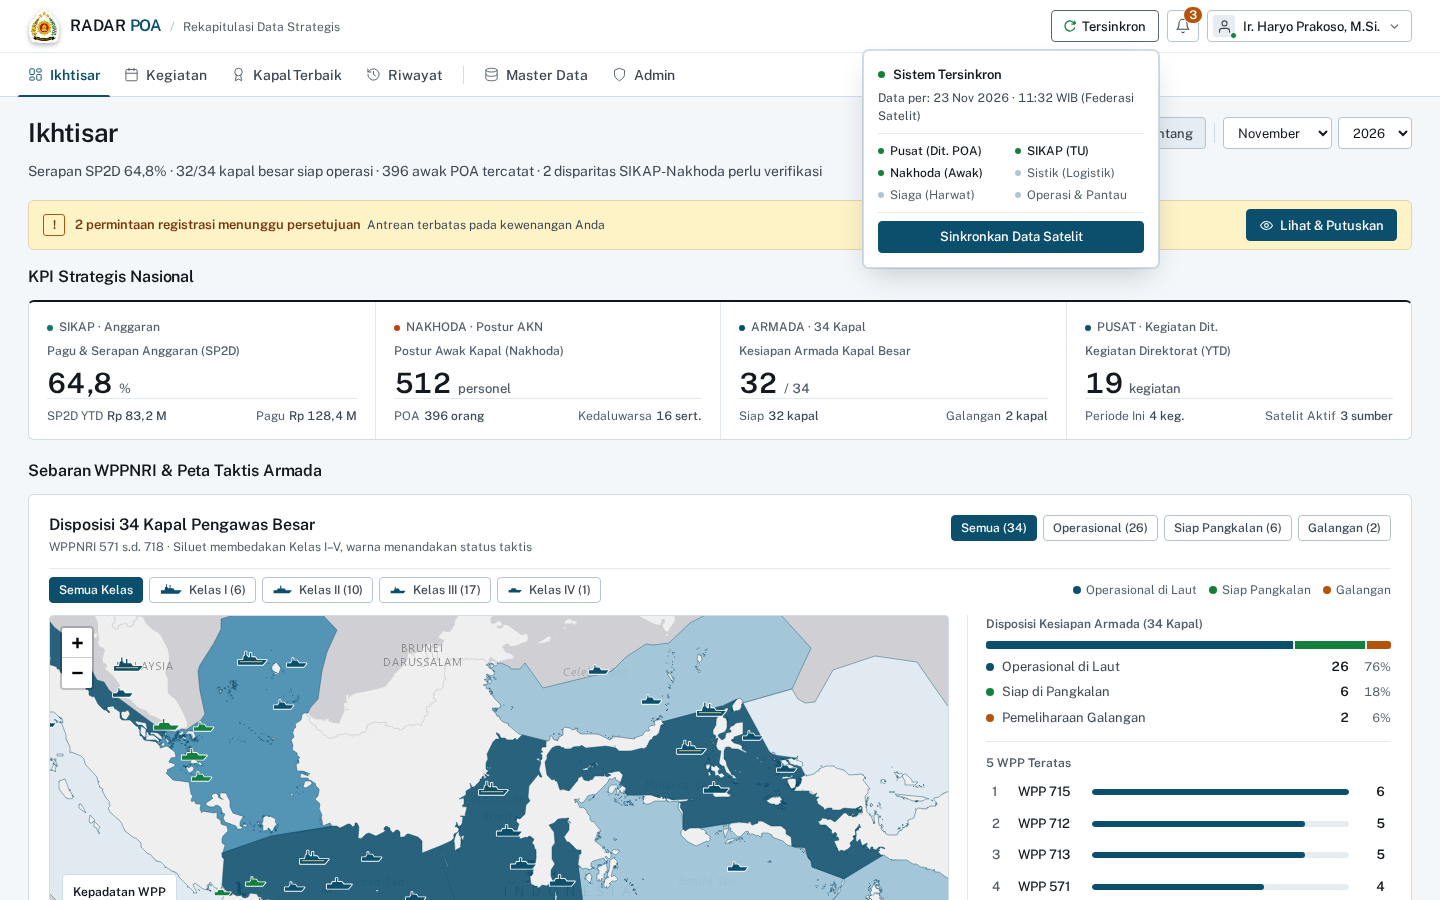 RADAR POA / Rekapitulasi Data Strategis
Tersinkron
3
Ir. Haryo Prakoso, M.Si.
Ikhtisar
Kegiatan
Kapal Terbaik
Riwayat
Master Data
Admin
Sistem Tersinkron
Data per: 23 Nov 2026 · 11:32 WIB (Federasi
Satelit)
Pusat (Dit. POA)
SIKAP (TU)
Nakhoda (Awak)
Sistik (Logistik)
Siaga (Harwat)
Operasi & Pantau
Sinkronkan Data Satelit
Ikhtisar
ntang
November
2026
Serapan SP2D 64,8% · 32/34 kapal besar siap operasi · 396 awak POA tercatat · 2 disparitas SIKAP-Nakhoda perlu verifikasi
! 2 permintaan registrasi menunggu persetujuan Antrean terbatas pada kewenangan Anda
Lihat & Putuskan
KPI Strategis Nasional
SIKAP · Anggaran
Pagu & Serapan Anggaran (SP2D)
64,8 %
SP2D YTD Rp 83,2 M
Pagu Rp 128,4 M
NAKHODA · Postur AKN
Postur Awak Kapal (Nakhoda)
512 personel
POA 396 orang
Kedaluwarsa 16 sert.
ARMADA · 34 Kapal
Kesiapan Armada Kapal Besar
32 / 34
Siap 32 kapal
Galangan 2 kapal
PUSAT · Kegiatan Dit.
Kegiatan Direktorat (YTD)
19 kegiatan
Periode Ini 4 keg.
Satelit Aktif 3 sumber
Sebaran WPPNRI & Peta Taktis Armada
Disposisi 34 Kapal Pengawas Besar
WPPNRI 571 s.d. 718 · Siluet membedakan Kelas I–V, warna menandakan status taktis
Semua (34)
Operasional (26)
Siap Pangkalan (6)
Galangan (2)
Semua Kelas
Kelas I (6)
Kelas II (10)
Kelas III (17)
Kelas IV (1)
Operasional di Laut
Siap Pangkalan
Galangan
+
−
BRUNEI
DARUSSALAM
Kepadatan WPP
Disposisi Kesiapan Armada (34 Kapal)
Operasional di Laut 26 76%
Siap di Pangkalan 6 18%
Pemeliharaan Galangan 2 6%
5 WPP Teratas
1 WPP 715 6
2 WPP 712 5
3 WPP 713 5
4 WPP 571 4